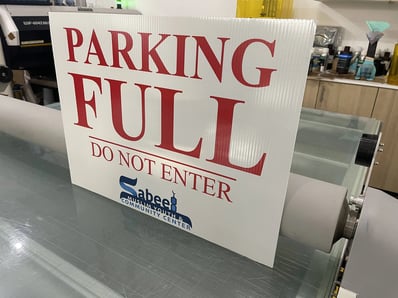 PARKING
FULL
DO NOT ENTER
Sabeel
COMMUNITY CENTER